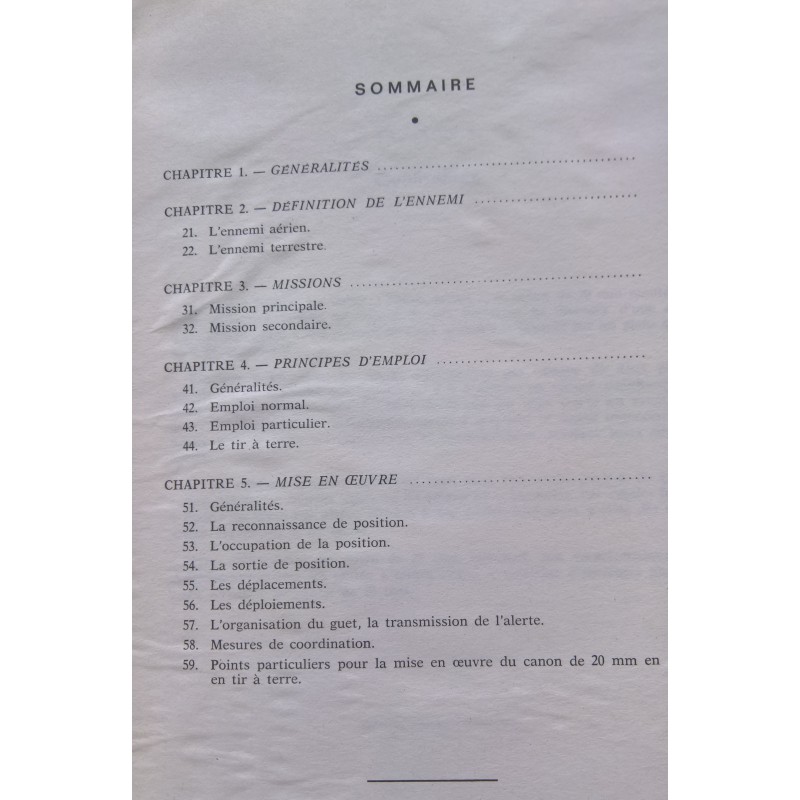 SOMMAIRE
•
CHAPITRE 1. — GÉNÉRALITÉS ........................................
CHAPITRE 2. — DÉFINITION DE L'ENNEMI .........................
21. L'ennemi aérien.
22. L'ennemi terrestre.
CHAPITRE 3. — MISSIONS ............................................
31. Mission principale.
32. Mission secondaire.
CHAPITRE 4. — PRINCIPES D'EMPLOI ................................
41. Généralités.
42. Emploi normal.
43. Emploi particulier.
44. Le tir à terre.
CHAPITRE 5. — MISE EN ŒUVRE .....................................
51. Généralités.
52. La reconnaissance de position.
53. L'occupation de la position.
54. La sortie de position.
55. Les déplacements.
56. Les déploiements.
57. L'organisation du guet, la transmission de l'alerte.
58. Mesures de coordination.
59. Points particuliers pour la mise en œuvre du canon de 20 mm en
en tir à terre.